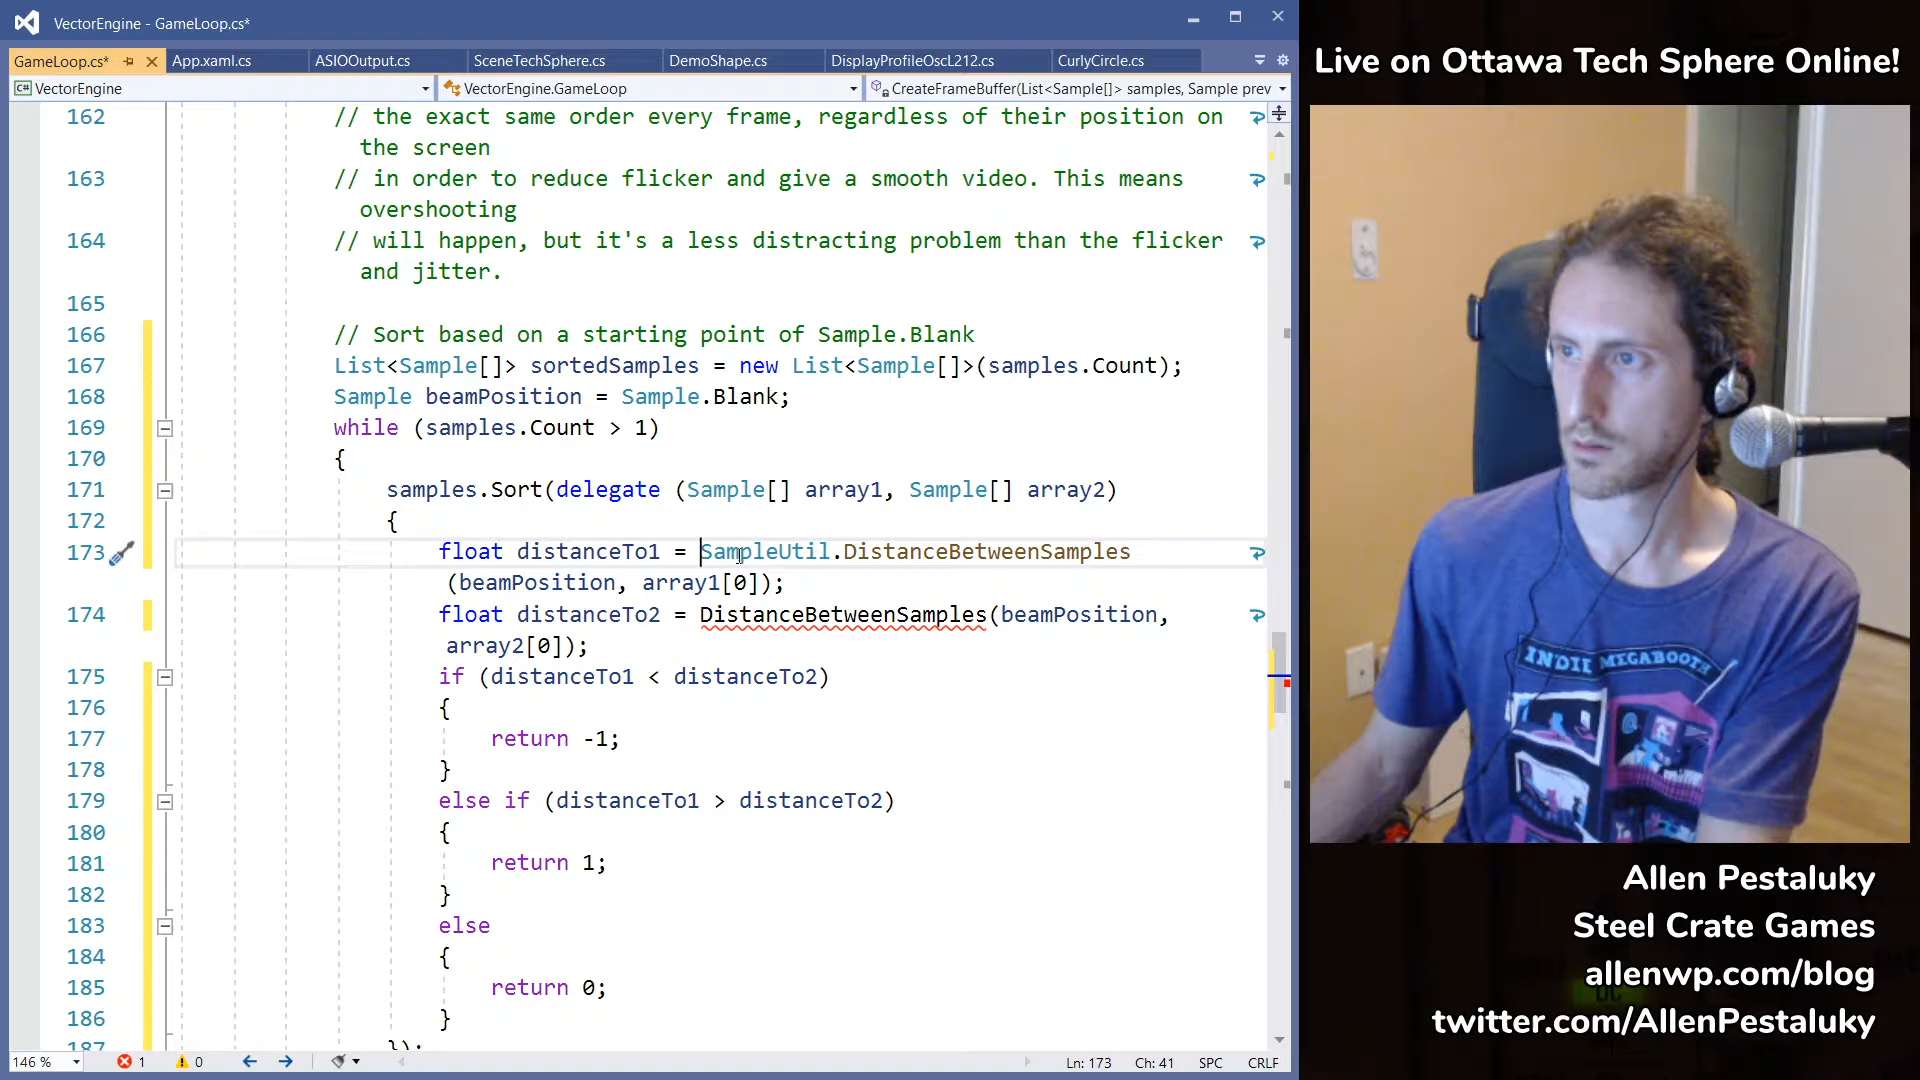 VectorEngine - GameLoop.cs*
GameLoop.cs*
App.xaml.cs
ASIOOutput.cs
SceneTechSphere.cs
DemoShape.cs
DisplayProfileOscL212.cs
CurlyCircle.cs
C# VectorEngine
VectorEngine.GameLoop
CreateFrameBuffer(List<Sample[]> samples, Sample prev
162 // the exact same order every frame, regardless of their position on
the screen
163 // in order to reduce flicker and give a smooth video. This means
overshooting
164 // will happen, but it's a less distracting problem than the flicker
and jitter.
165
166 // Sort based on a starting point of Sample.Blank
167 List<Sample[]> sortedSamples = new List<Sample[]>(samples.Count);
168 Sample beamPosition = Sample.Blank;
169 while (samples.Count > 1)
170 {
171 samples.Sort(delegate (Sample[] array1, Sample[] array2)
172 {
173 float distanceTo1 = SampleUtil.DistanceBetweenSamples
(beamPosition, array1[0]);
174 float distanceTo2 = DistanceBetweenSamples(beamPosition,
array2[0]);
175 if (distanceTo1 < distanceTo2)
176 {
177 return -1;
178 }
179 else if (distanceTo1 > distanceTo2)
180 {
181 return 1;
182 }
183 else
184 {
185 return 0;
186 }
187 });
146 %
1
0
Ln: 173
Ch: 41
SPC
CRLF
Live on Ottawa Tech Sphere Online!
INDIE MEGABOOTH
Allen Pestaluky
Steel Crate Games
allenwp.com/blog
twitter.com/AllenPestaluky